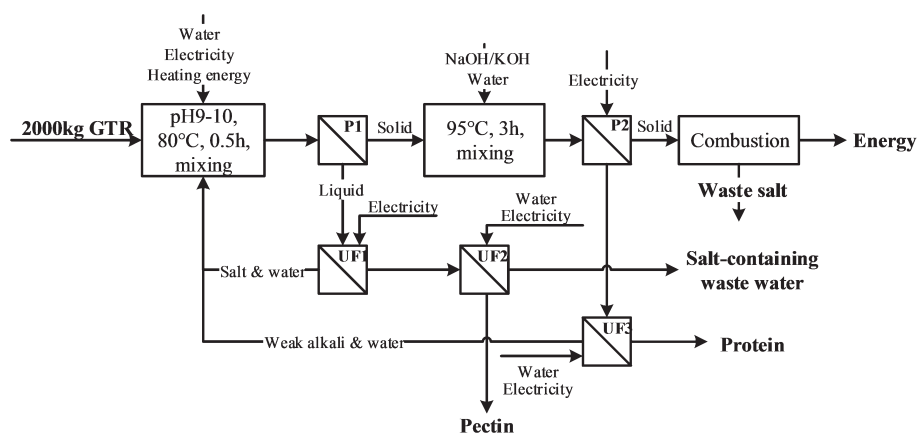 Water
Electricity
Heating energy
NaOH/KOH
Water
Electricity
2000kg GTR
pH9-10,
80°C, 0.5h,
mixing
P1
Solid
95°C, 3h,
mixing
P2
Solid
Combustion
Energy
Liquid
Waste salt
Electricity
Water
Electricity
UF1
UF2
Salt & water
Salt-containing
waste water
UF3
Weak alkali & water
Protein
Water
Electricity
Pectin